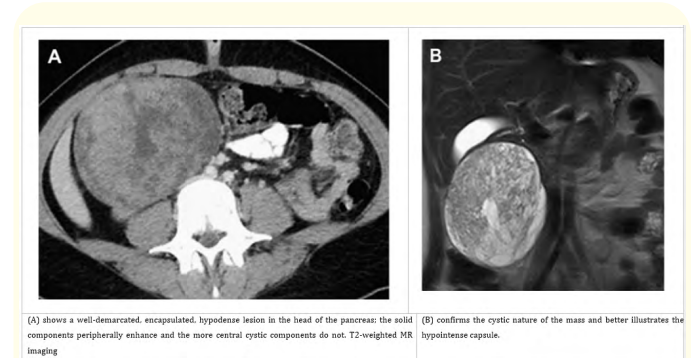 A
B
(A) shows a well-demarcated, encapsulated, hypodense lesion in the head of the pancreas: the solid
components peripherally enhance and the more central cystic components do not. T2-weighted MR
imaging
(B) confirms the cystic nature of the mass and better illustrates the
hypointense capsule.